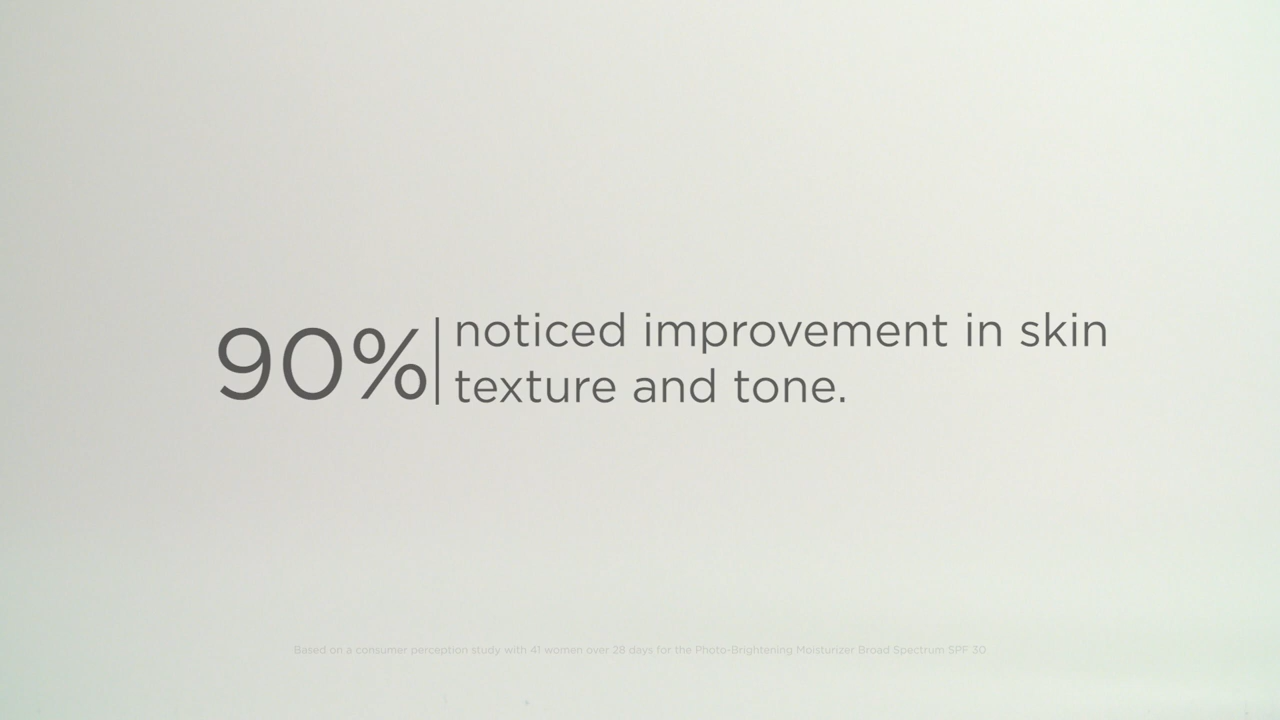 90%
noticed improvement in skin
texture and tone.
Based on a consumer perception study with 41 women over 28 days for the Photo-Brightening Moisturizer Broad Spectrum SPF 30